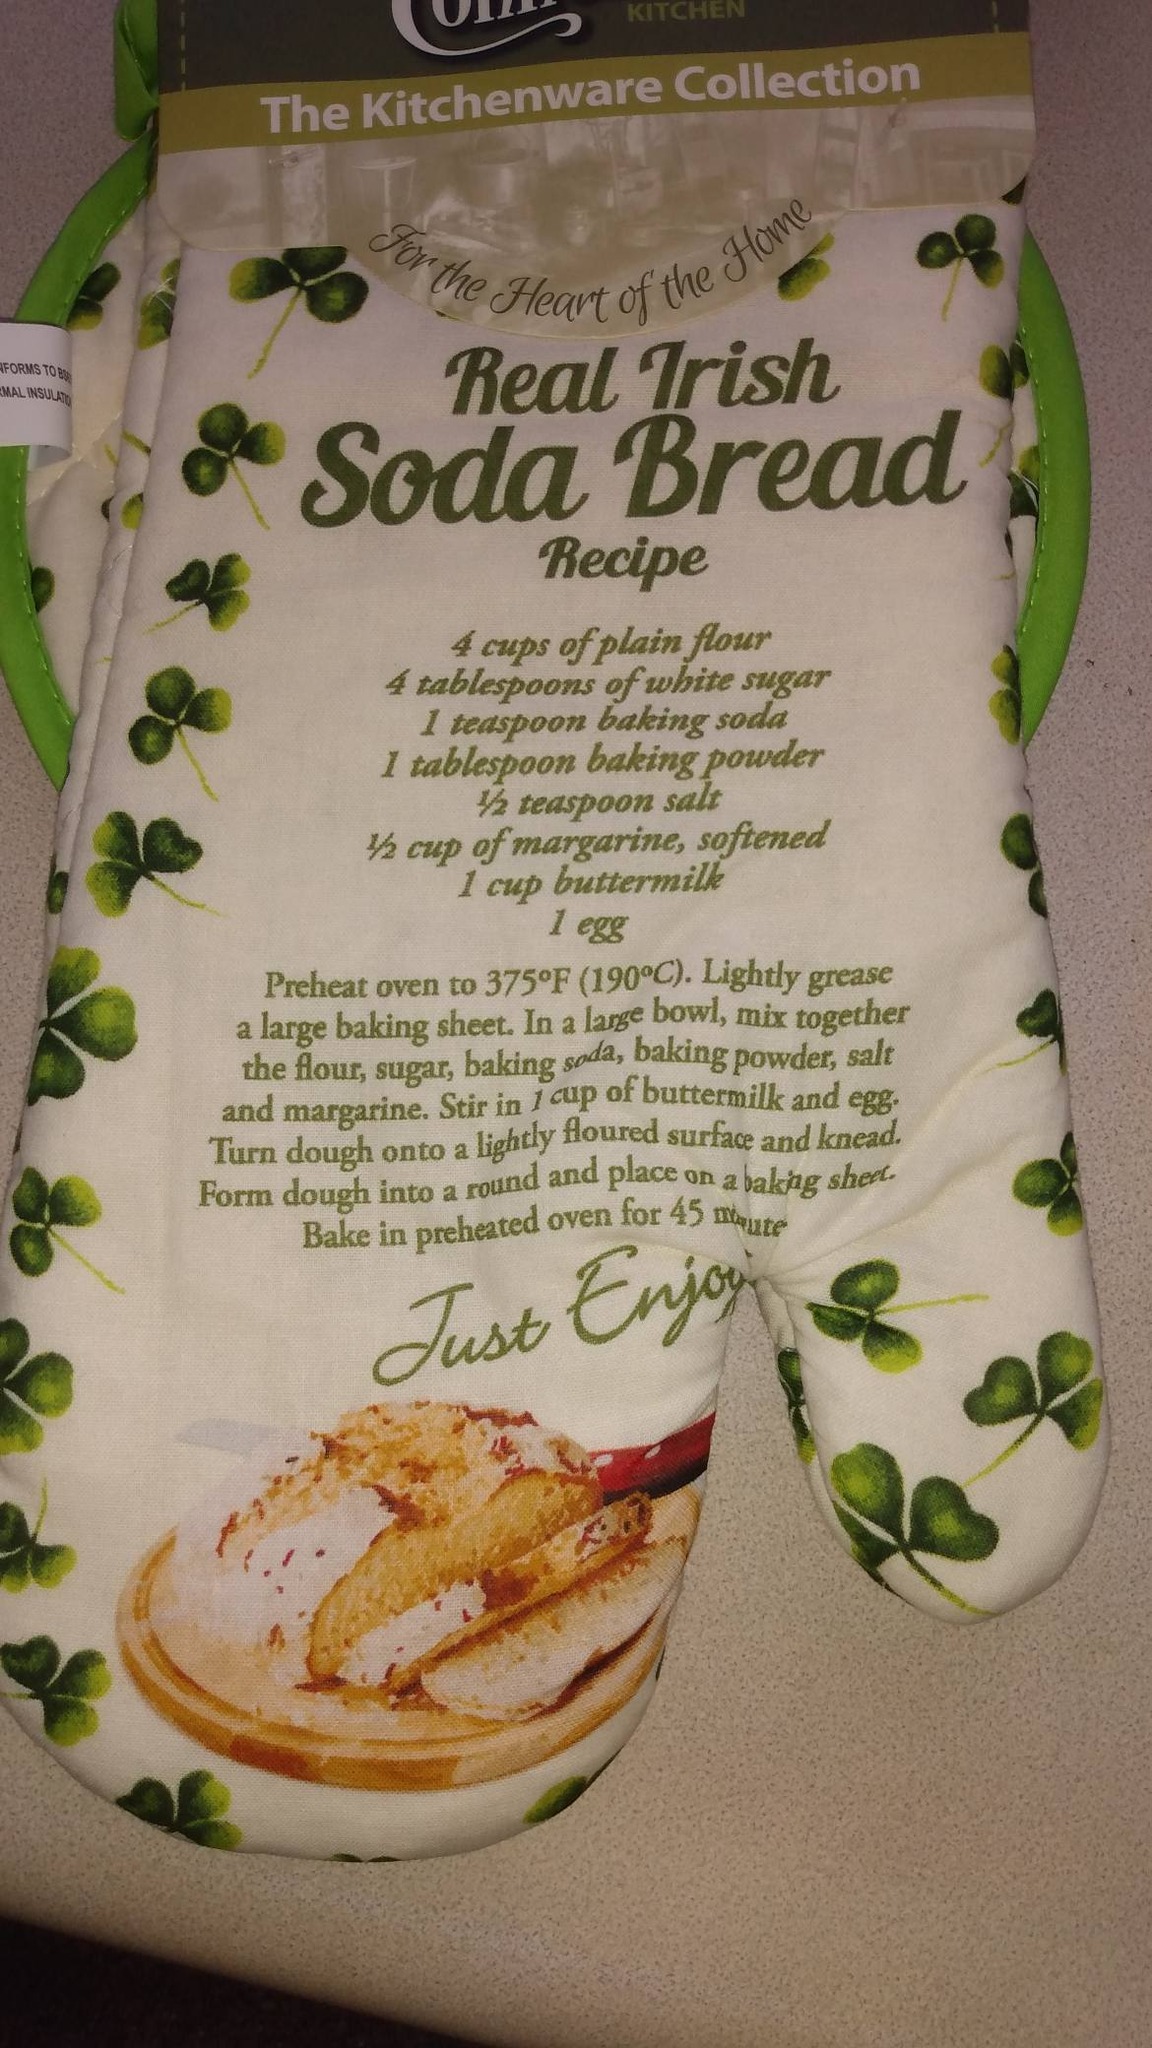 KITCHEN
The Kitchenware Collection
For the Heart of the Home
Real Irish
Soda Bread
Recipe
4 cups of plain flour
4 tablespoons of white sugar
1 teaspoon baking soda
1 tablespoon baking powder
½ teaspoon salt
½ cup of margarine, softened
1 cup buttermilk
1 egg
Preheat oven to 375ºF (190ºC). Lightly grease
a large baking sheet. In a large bowl, mix together
the flour, sugar, baking soda, baking powder, salt
and margarine. Stir in 1 cup of buttermilk and egg.
Turn dough onto a lightly floured surface and knead.
Form dough into a round and place on a baking sheet.
Bake in preheated oven for 45 minute
Just Enjoy
TO